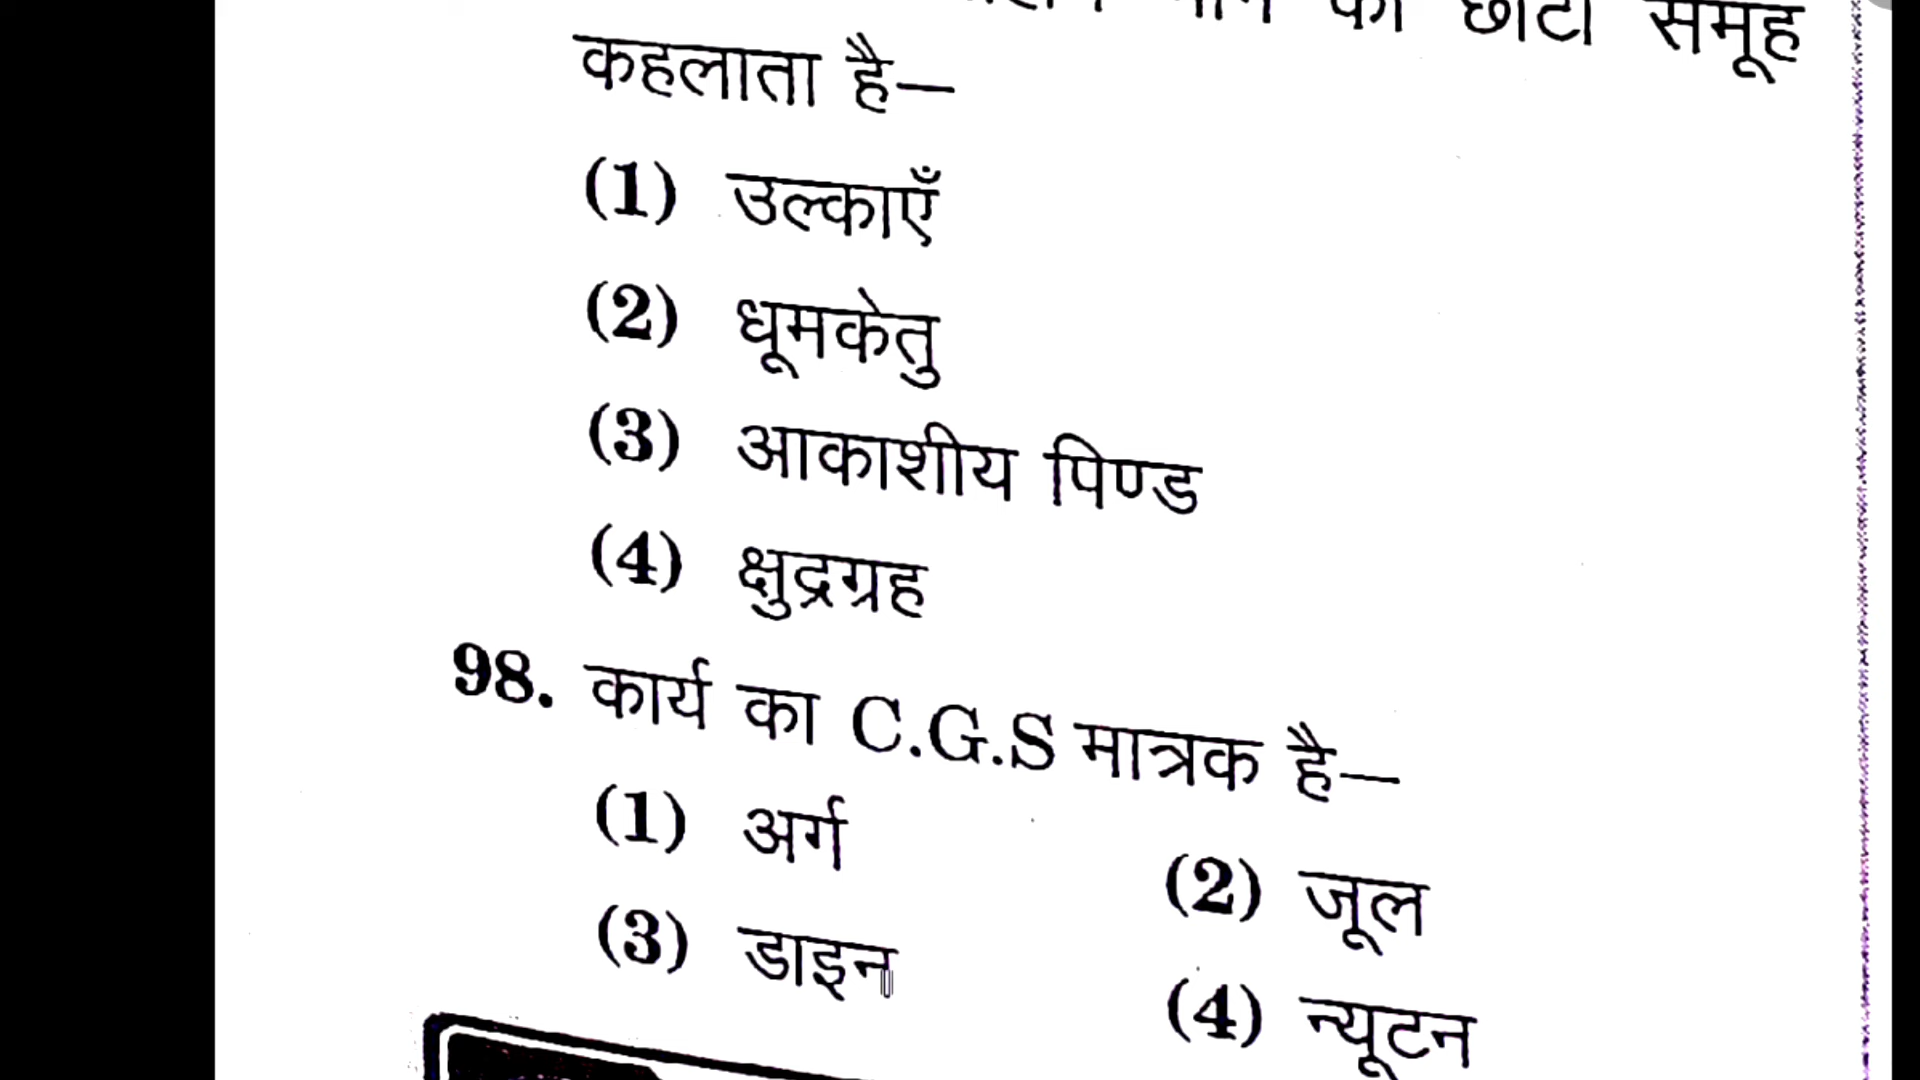 छोटा समूह
कहलाता है—
(1) उल्काएँ
(2) धूमकेतु
(3) आकाशीय पिण्ड
(4) क्षुद्रग्रह
98. कार्य का C.G.S मात्रक है—
(1) अर्ग
(2) जूल
(3) डाइन
(4) न्यूटन